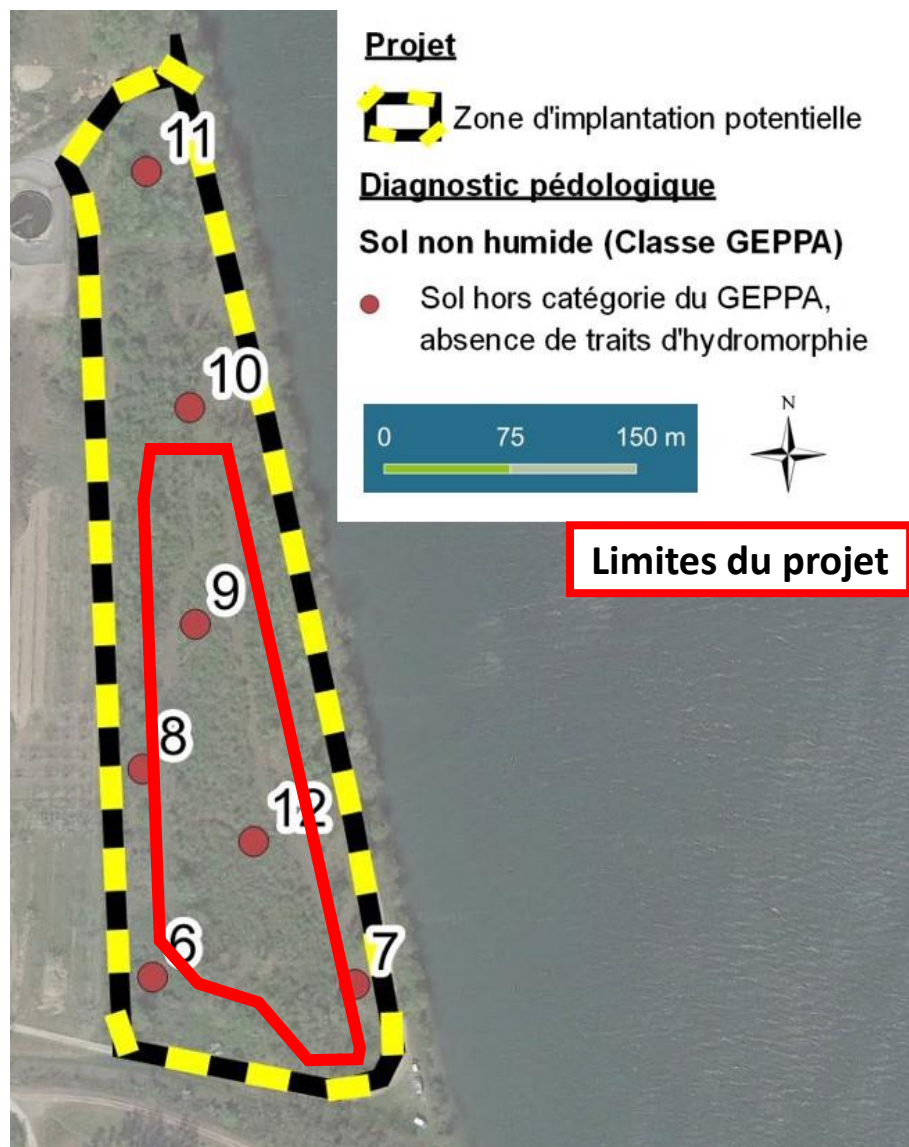 Projet
Zone d'implantation potentielle
Diagnostic pédologique
Sol non humide (Classe GEPPA)
Sol hors catégorie du GEPPA,
absence de traits d'hydromorphie
0 75 150 m
N
Limites du projet
11
10
9
8
12
6
7